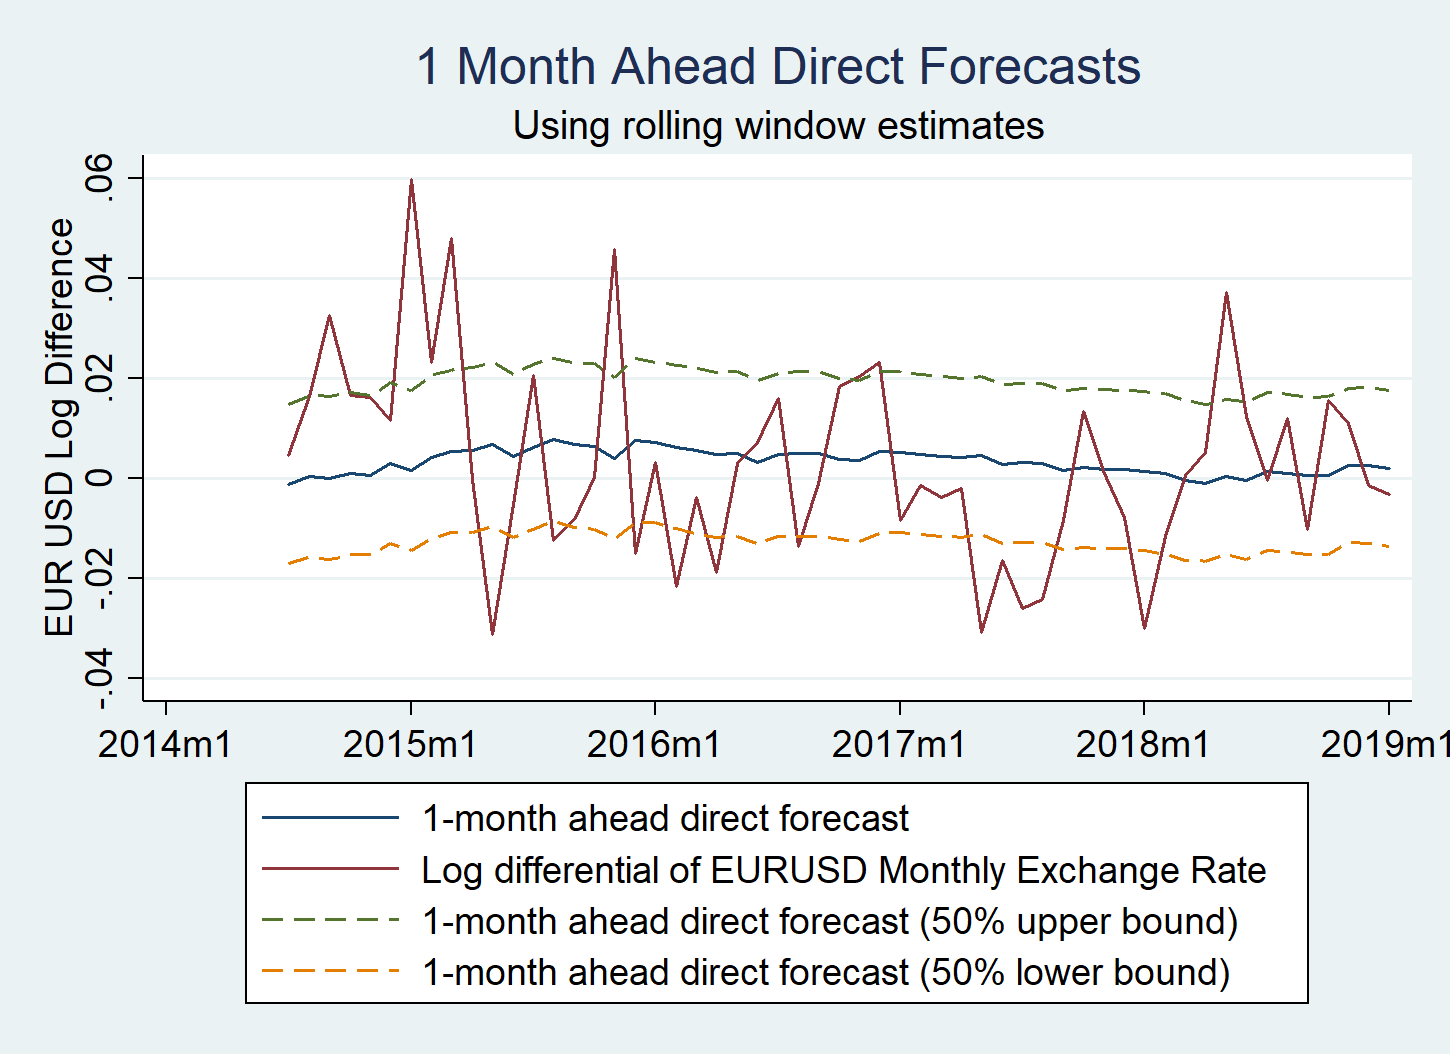 1 Month Ahead Direct Forecasts
Using rolling window estimates
EUR USD Log Difference
.06
.04
.02
0
-.02
-.04
2014m1
2015m1
2016m1
2017m1
2018m1
2019m1
1-month ahead direct forecast
Log differential of EURUSD Monthly Exchange Rate
1-month ahead direct forecast (50% upper bound)
1-month ahead direct forecast (50% lower bound)